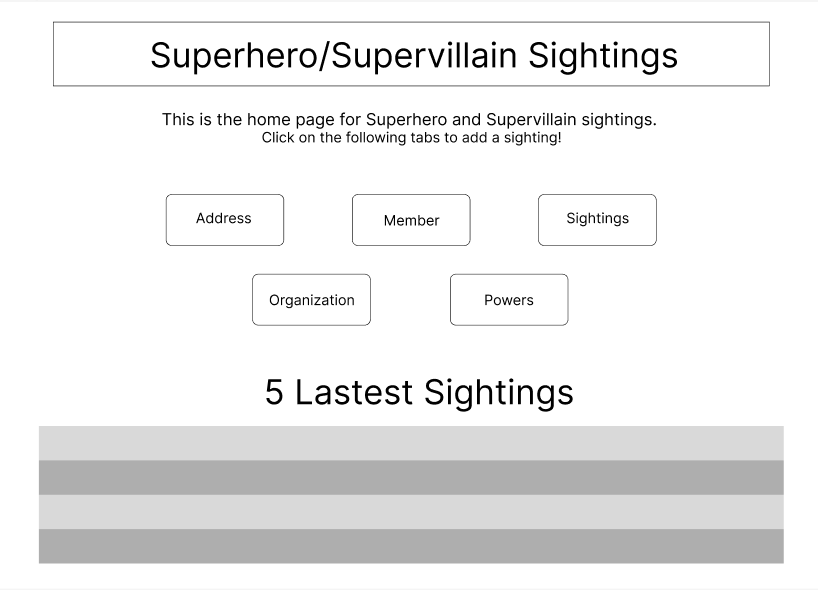 Superhero/Supervillain Sightings
This is the home page for Superhero and Supervillain sightings.
Click on the following tabs to add a sighting!
Address
Member
Sightings
Organization
Powers
5 Lastest Sightings